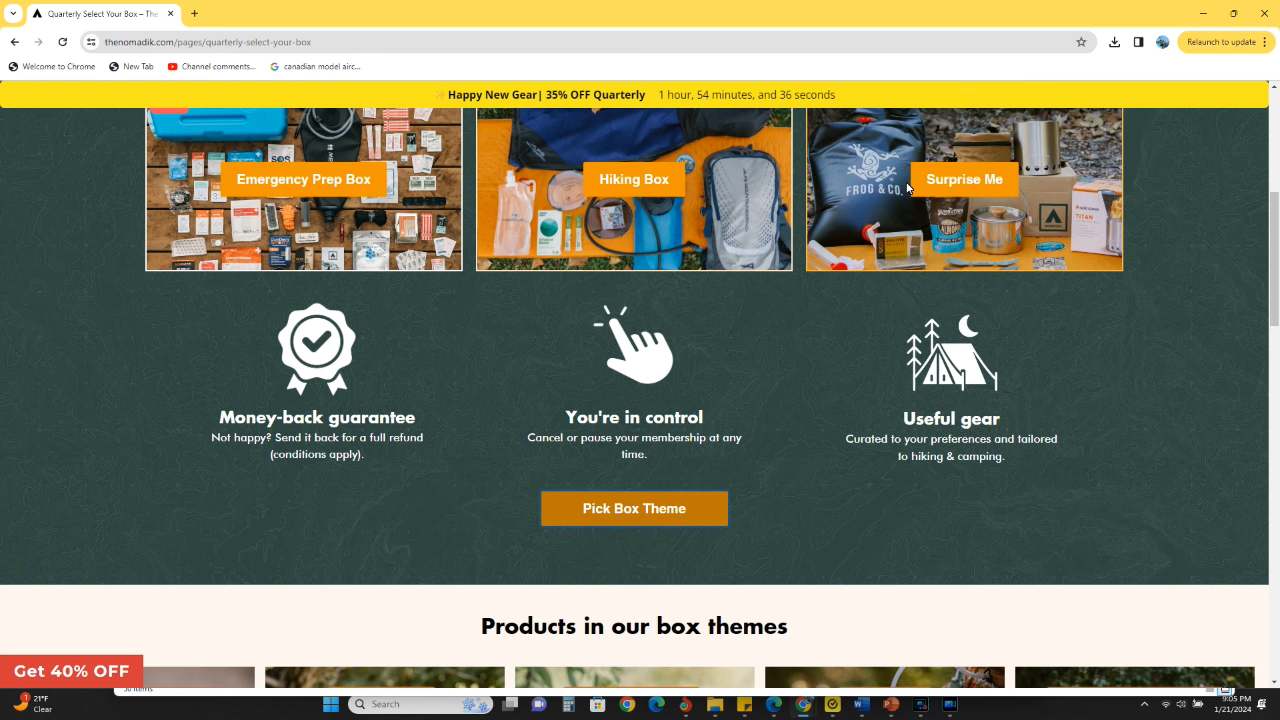 Quarterly Select Your Box – The
thenomadik.com/pages/quarterly-select-your-box
Relaunch to update
Welcome to Chrome
New Tab
Channel comments...
canadian model airc...
Happy New Gear| 35% OFF Quarterly 1 hour, 54 minutes, and 36 seconds
SOS
Emergency Prep Box
Hiking Box
FROG & CO.
Surprise Me
TITAN
Money-back guarantee
Not happy? Send it back for a full refund
(conditions apply).
You're in control
Cancel or pause your membership at any
time.
Useful gear
Curated to your preferences and tailored
to hiking & camping.
Pick Box Theme
Products in our box themes
Get 40% OFF
30 items
1
21°F
Clear
Search
9:05 PM
1/21/2024